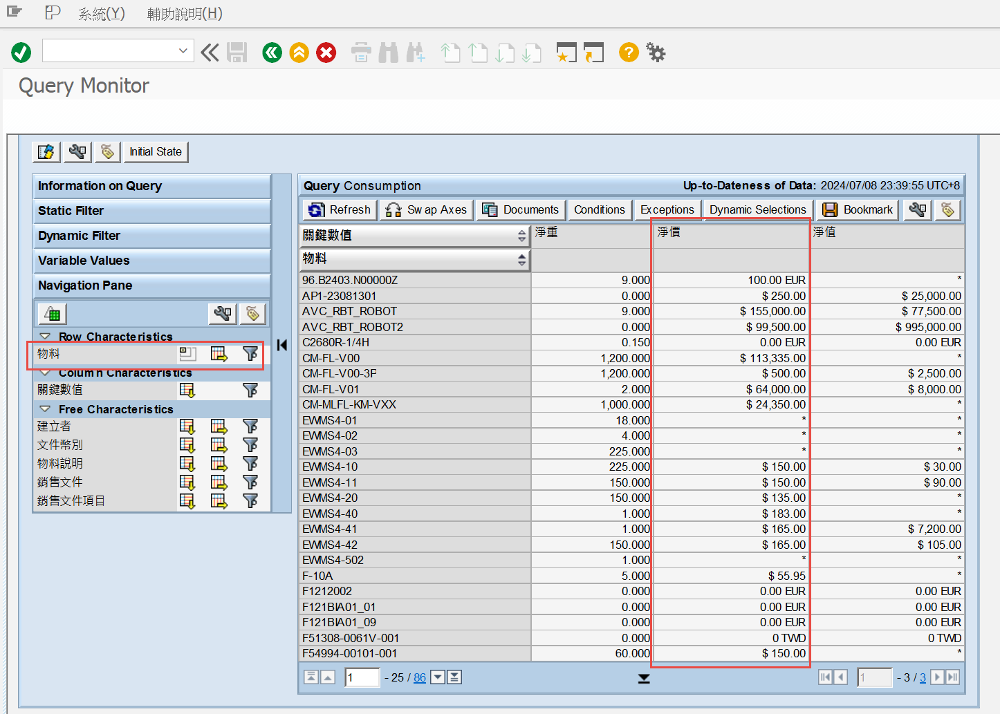 系統(Y) 輔助說明(H)
Query Monitor
Initial State
Information on Query
Static Filter
Dynamic Filter
Variable Values
Navigation Pane
Row Characteristics
物料
Column Characteristics
關鍵數值
Free Characteristics
建立者
文件幣別
物料說明
銷售文件
銷售文件項目
Query Consumption Up-to-Dateness of Data: 2024/07/08 23:39:55 UTC+8
Refresh Swap Axes Documents Conditions Exceptions Dynamic Selections Bookmark
關鍵數值 淨重 淨價 淨值
物料
96.B2403.N00000Z 9.000 100.00 EUR *
AP1-23081301 0.000 $ 250.00 $ 25,000.00
AVC_RBT_ROBOT 9.000 $ 155,000.00 $ 77,500.00
AVC_RBT_ROBOT2 0.000 $ 99,500.00 $ 995,000.00
C2680R-1/4H 0.150 0.00 EUR 0.00 EUR
CM-FL-V00 1,200.000 $ 113,335.00 *
CM-FL-V00-3P 1,200.000 $ 500.00 $ 2,500.00
CM-FL-V01 2.000 $ 64,000.00 $ 8,000.00
CM-MLFL-KM-VXX 1,000.000 $ 24,350.00 *
EWMS4-01 18.000 * *
EWMS4-02 4.000 * *
EWMS4-03 225.000 * *
EWMS4-10 225.000 $ 150.00 $ 30.00
EWMS4-11 150.000 $ 150.00 $ 90.00
EWMS4-20 150.000 $ 135.00 *
EWMS4-40 1.000 $ 183.00 *
EWMS4-41 1.000 $ 165.00 $ 7,200.00
EWMS4-42 150.000 $ 165.00 $ 105.00
EWMS4-502 1.000 * *
F-10A 5.000 $ 55.95 *
F1212002 0.000 0.00 EUR 0.00 EUR
F121BIA01_01 0.000 0.00 EUR 0.00 EUR
F121BIA01_09 0.000 0.00 EUR 0.00 EUR
F51308-0061V-001 0.000 0 TWD 0 TWD
F54994-00101-001 60.000 $ 150.00 *
1 - 25 / 86 1 - 3 / 3